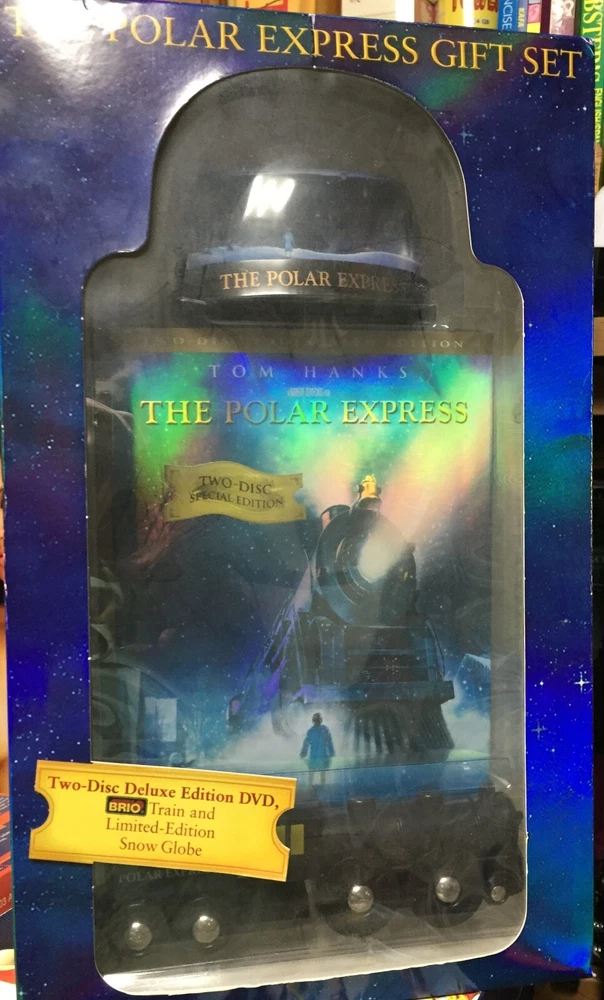 POLAR EXPRESS GIFT SET
THE POLAR EXPRESS
TOM HANKS
THE POLAR EXPRESS
TWO-DISC
SPECIAL EDITION
Two-Disc Deluxe Edition DVD,
BRIO Train and
Limited-Edition
Snow Globe